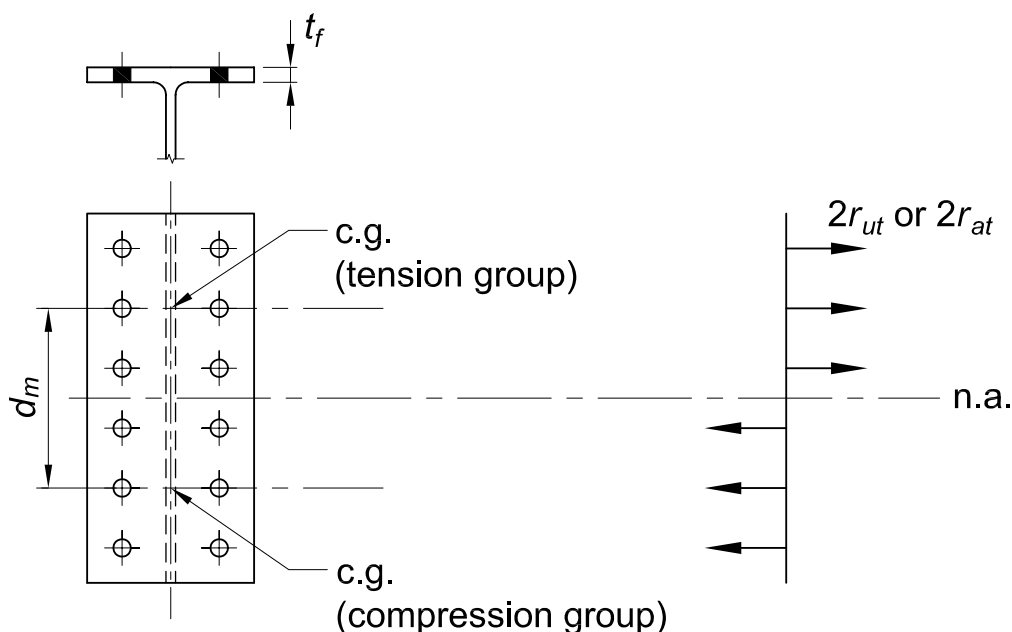 t_f
2r_ut or 2r_at
c.g.
(tension group)
d_m
n.a.
c.g.
(compression group)